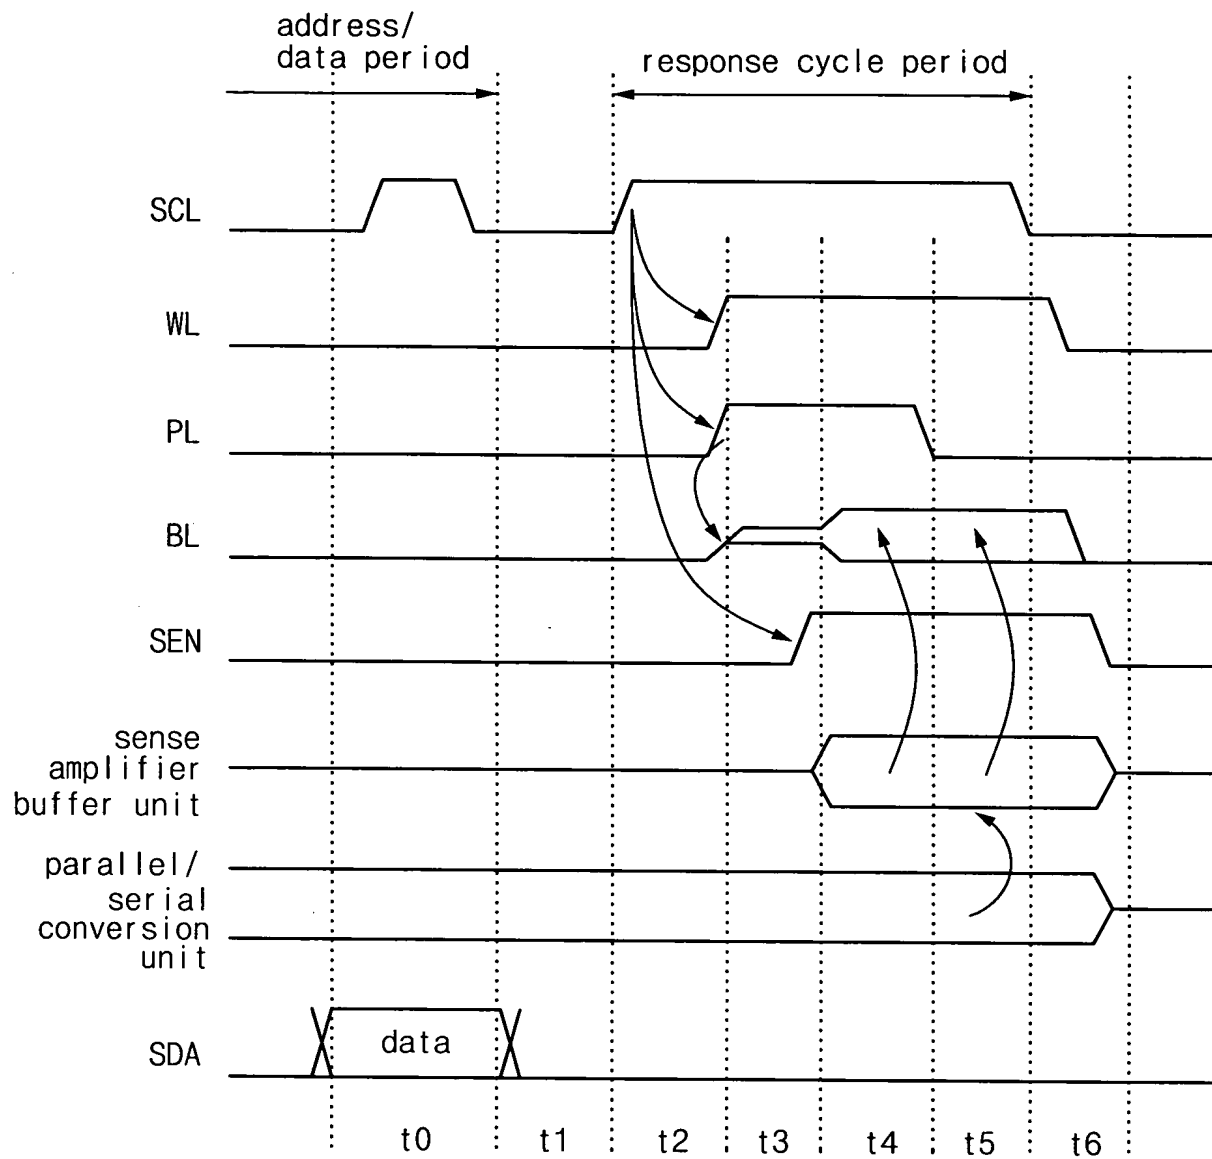 address/
data period
response cycle period
SCL
WL
PL
BL
SEN
sense
amplifier
buffer unit
parallel/
serial
conversion
unit
SDA
data
t0
t1
t2
t3
t4
t5
t6